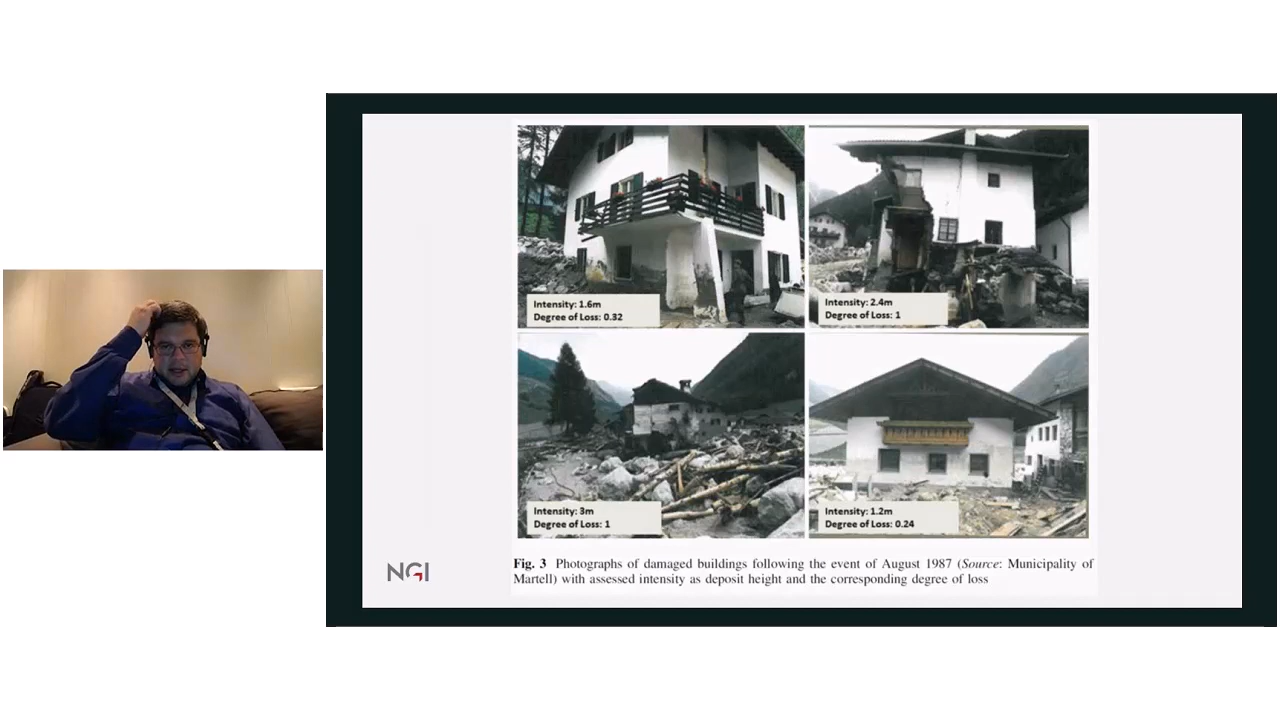 Intensity: 1.6m
Degree of Loss: 0.32
Intensity: 2.4m
Degree of Loss: 1
Intensity: 3m
Degree of Loss: 1
Intensity: 1.2m
Degree of Loss: 0.24
NGI
Fig. 3 Photographs of damaged buildings following the event of August 1987 (Source: Municipality of
Martell) with assessed intensity as deposit height and the corresponding degree of loss